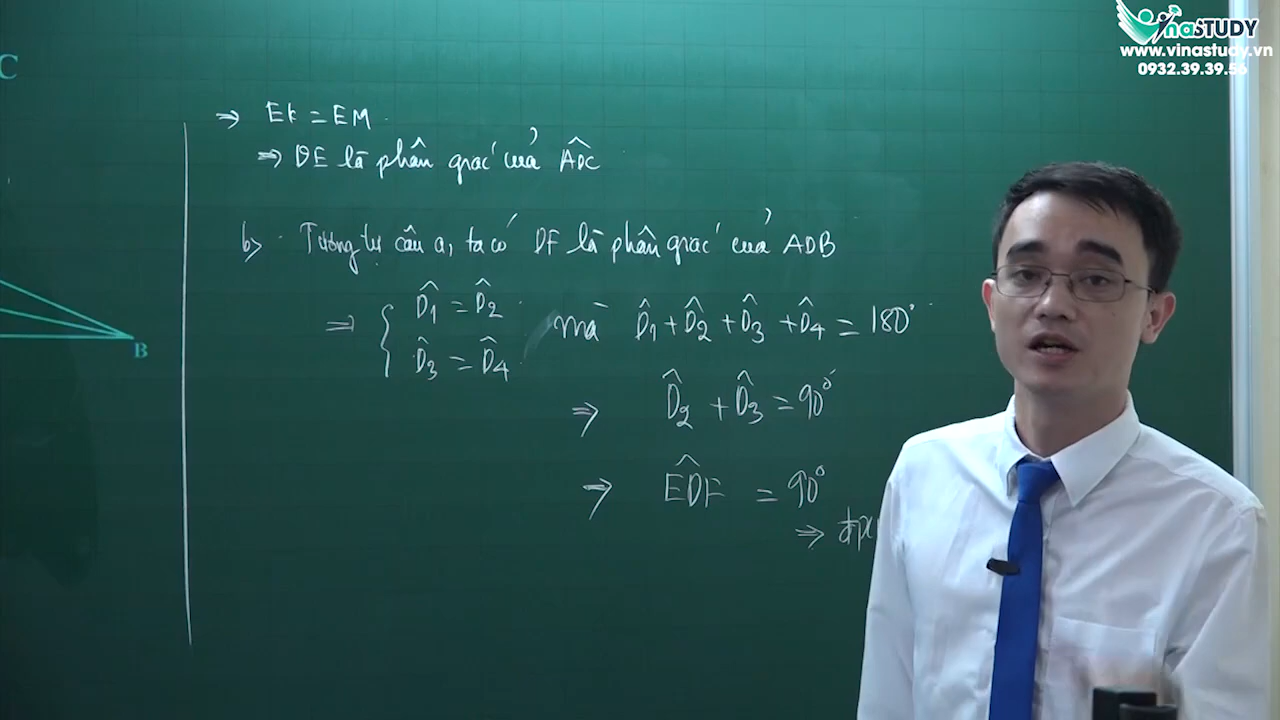 VinaSTUDY
www.vinastudy.vn
0932.39.39.56
C
B
⇒ EK = EM.
⇒ DE là phân giác của ADC^
b> Tương tự câu a, ta có DF là phân giác của ADB
⇒ { D̂1 = D̂2
D̂3 = D̂4
mà D̂1 + D̂2 + D̂3 + D̂4 = 180°
⇒ D̂2 + D̂3 = 90°
⇒ EDF^ = 90°
⇒